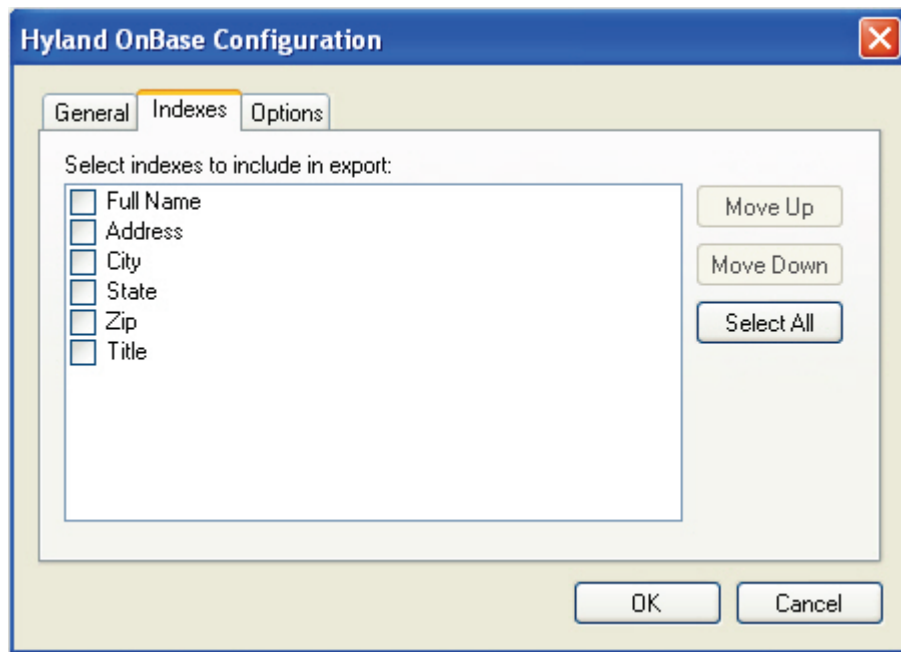 Hyland OnBase Configuration
General Indexes Options
Select indexes to include in export:
Full Name
Address
City
State
Zip
Title
Move Up
Move Down
Select All
OK Cancel